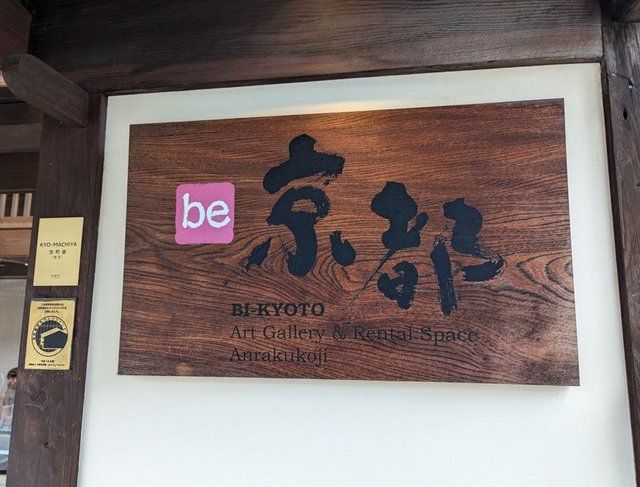 be 京都
BI-KYOTO
Art Gallery & Rental Space
Anrakukoji
KYO-MACHIYA
京町家